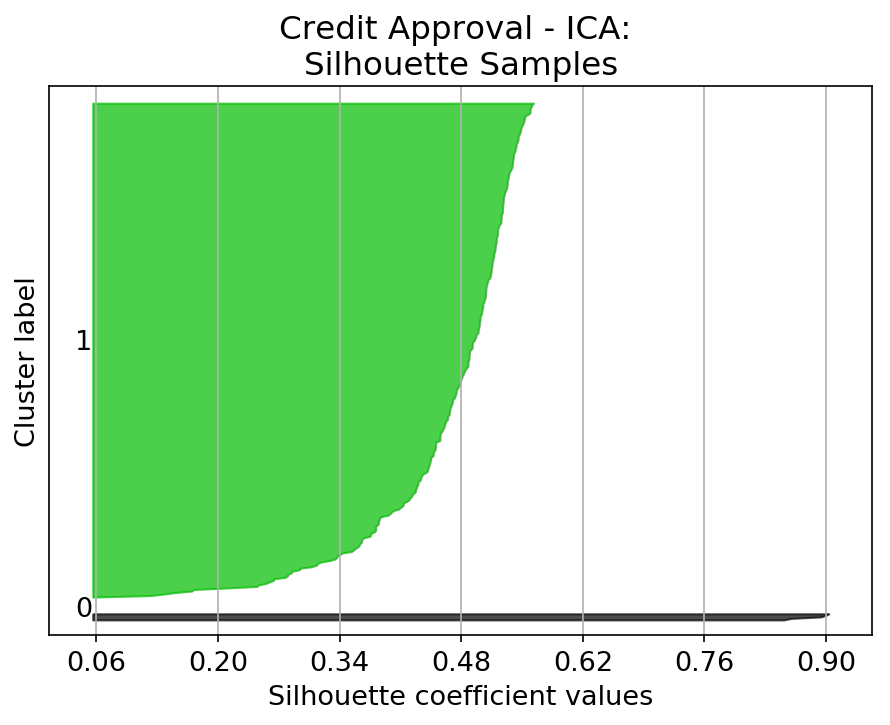 Credit Approval - ICA:
Silhouette Samples
Cluster label
1
0
0.06 0.20 0.34 0.48 0.62 0.76 0.90
Silhouette coefficient values